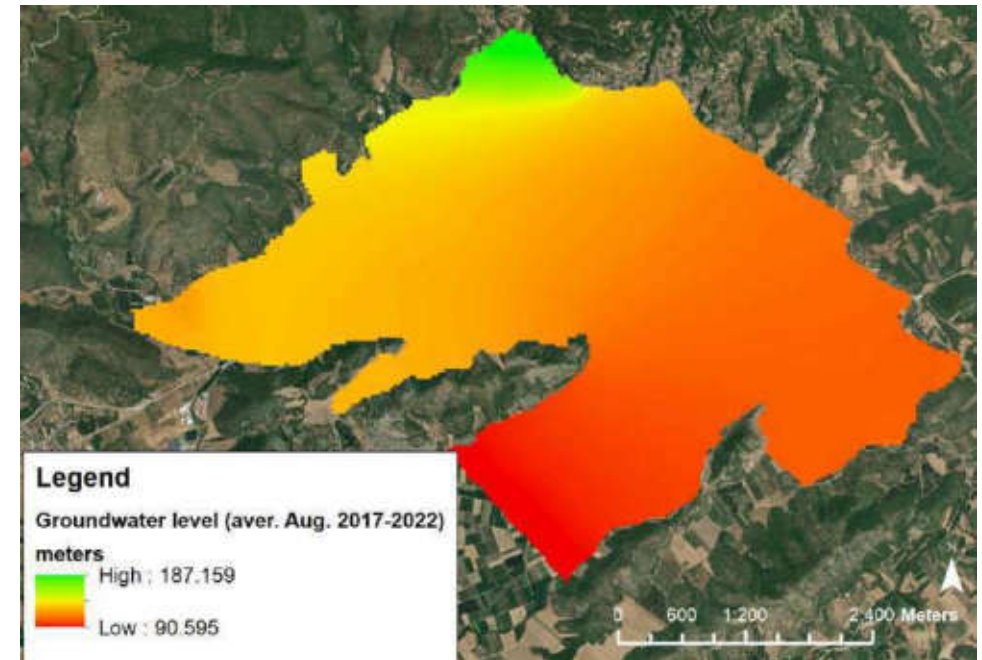 Legend
Groundwater level (aver. Aug. 2017-2022)
meters
High : 187.159
Low : 90.595
N
0 600 1:200 2:400 Meters